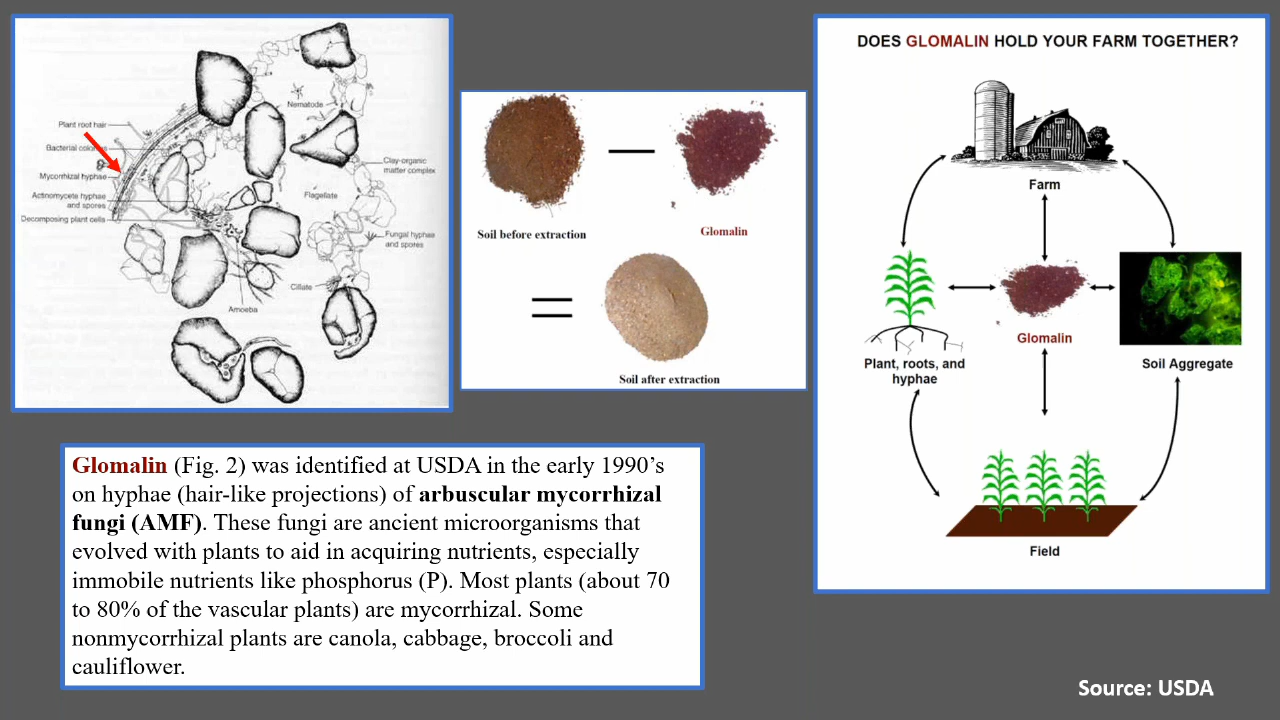 Nematode
Plant root hair
Bacterial colonies
Mycorrhizal hyphae
Actinomycete hyphae
and spores
Decomposing plant cells
Clay-organic
matter complex
Flagellate
Fungal hyphae
and spores
Ciliate
Amoeba
Soil before extraction
Glomalin
Soil after extraction
DOES GLOMALIN HOLD YOUR FARM TOGETHER?
Farm
Glomalin
Plant, roots, and
hyphae
Soil Aggregate
Field
Glomalin (Fig. 2) was identified at USDA in the early 1990’s
on hyphae (hair-like projections) of arbuscular mycorrhizal
fungi (AMF). These fungi are ancient microorganisms that
evolved with plants to aid in acquiring nutrients, especially
immobile nutrients like phosphorus (P). Most plants (about 70
to 80% of the vascular plants) are mycorrhizal. Some
nonmycorrhizal plants are canola, cabbage, broccoli and
cauliflower.
Source: USDA